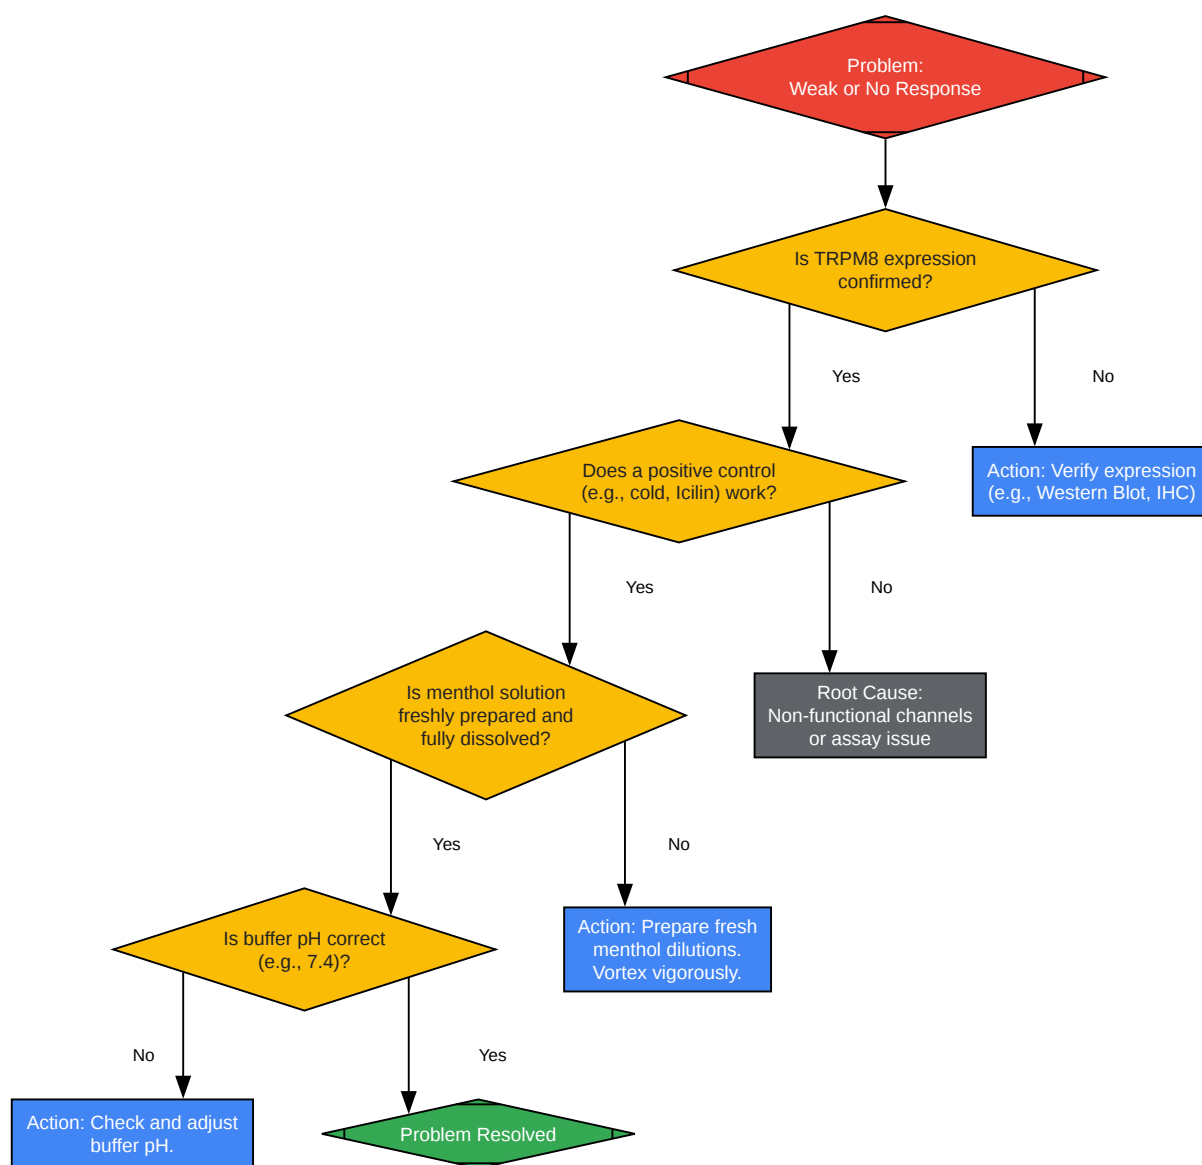 Problem:
Weak or No Response
Is TRPM8 expression
confirmed?
Yes
No
Does a positive control
(e.g., cold, Icilin) work?
Action: Verify expression
(e.g., Western Blot, IHC)
Yes
No
Is menthol solution
freshly prepared and
fully dissolved?
Root Cause:
Non-functional channels
or assay issue
Yes
No
Is buffer pH correct
(e.g., 7.4)?
Action: Prepare fresh
menthol dilutions.
Vortex vigorously.
No
Yes
Action: Check and adjust
buffer pH.
Problem Resolved